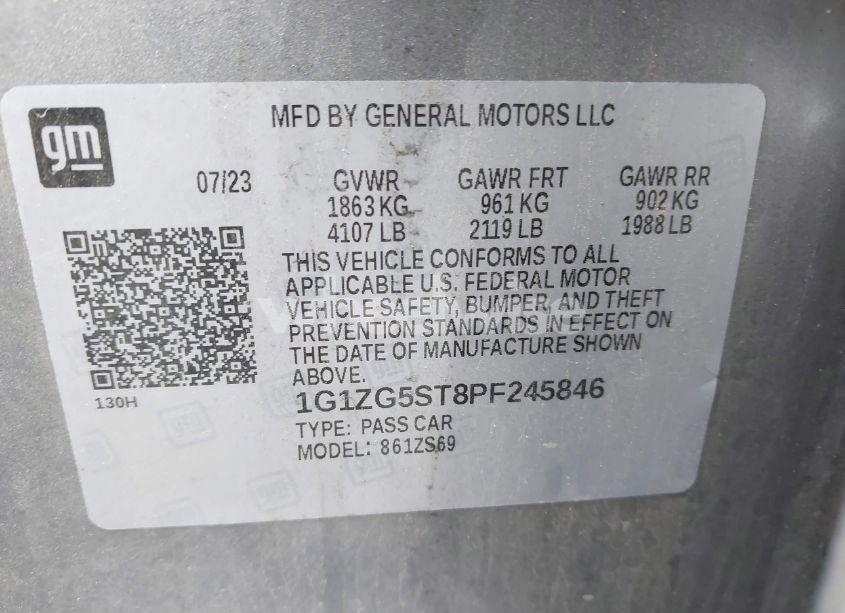 gm
MFD BY GENERAL MOTORS LLC
07/23 GVWR GAWR FRT GAWR RR
1863 KG 961 KG 902 KG
4107 LB 2119 LB 1988 LB
THIS VEHICLE CONFORMS TO ALL
APPLICABLE U.S. FEDERAL MOTOR
VEHICLE SAFETY, BUMPER, AND THEFT
PREVENTION STANDARDS IN EFFECT ON
THE DATE OF MANUFACTURE SHOWN
ABOVE.
130H
1G1ZG5ST8PF245846
TYPE: PASS CAR
MODEL: 861ZS69